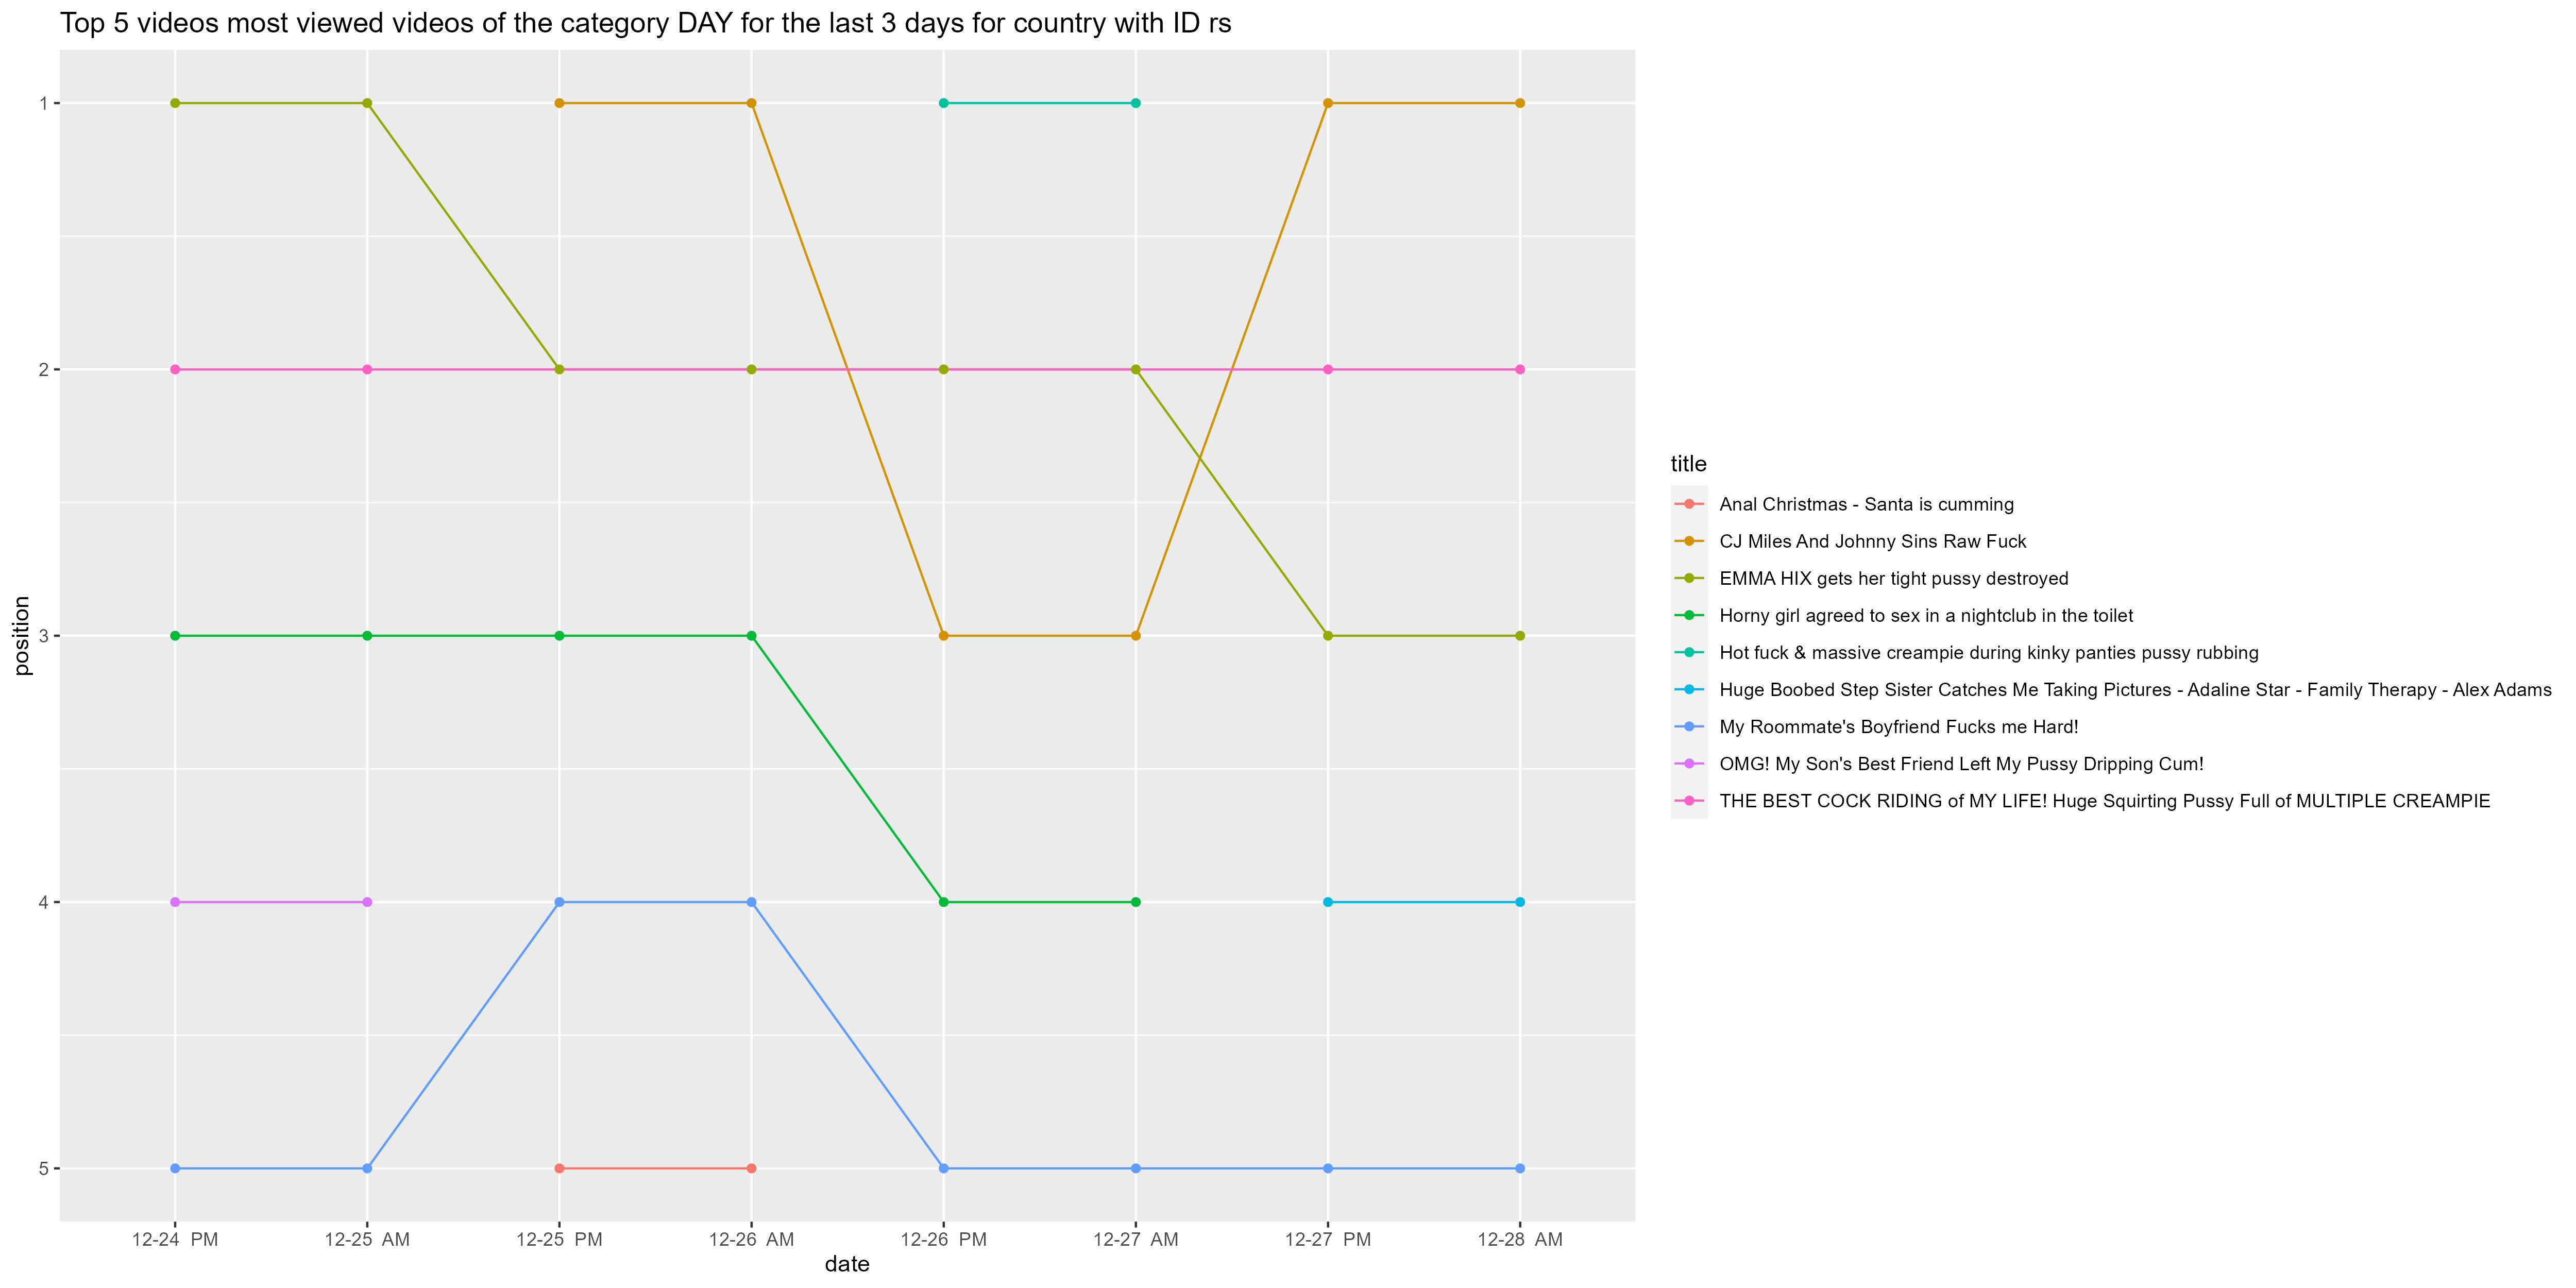 Top 5 videos most viewed videos of the category DAY for the last 3 days for country with ID rs
1
2
3
4
5
position
12-24 PM
12-25 AM
12-25 PM
12-26 AM
12-26 PM
12-27 AM
12-27 PM
12-28 AM
date
title
Anal Christmas - Santa is cumming
CJ Miles And Johnny Sins Raw Fuck
EMMA HIX gets her tight pussy destroyed
Horny girl agreed to sex in a nightclub in the toilet
Hot fuck & massive creampie during kinky panties pussy rubbing
Huge Boobed Step Sister Catches Me Taking Pictures - Adaline Star - Family Therapy - Alex Adams
My Roommate's Boyfriend Fucks me Hard!
OMG! My Son's Best Friend Left My Pussy Dripping Cum!
THE BEST COCK RIDING of MY LIFE! Huge Squirting Pussy Full of MULTIPLE CREAMPIE